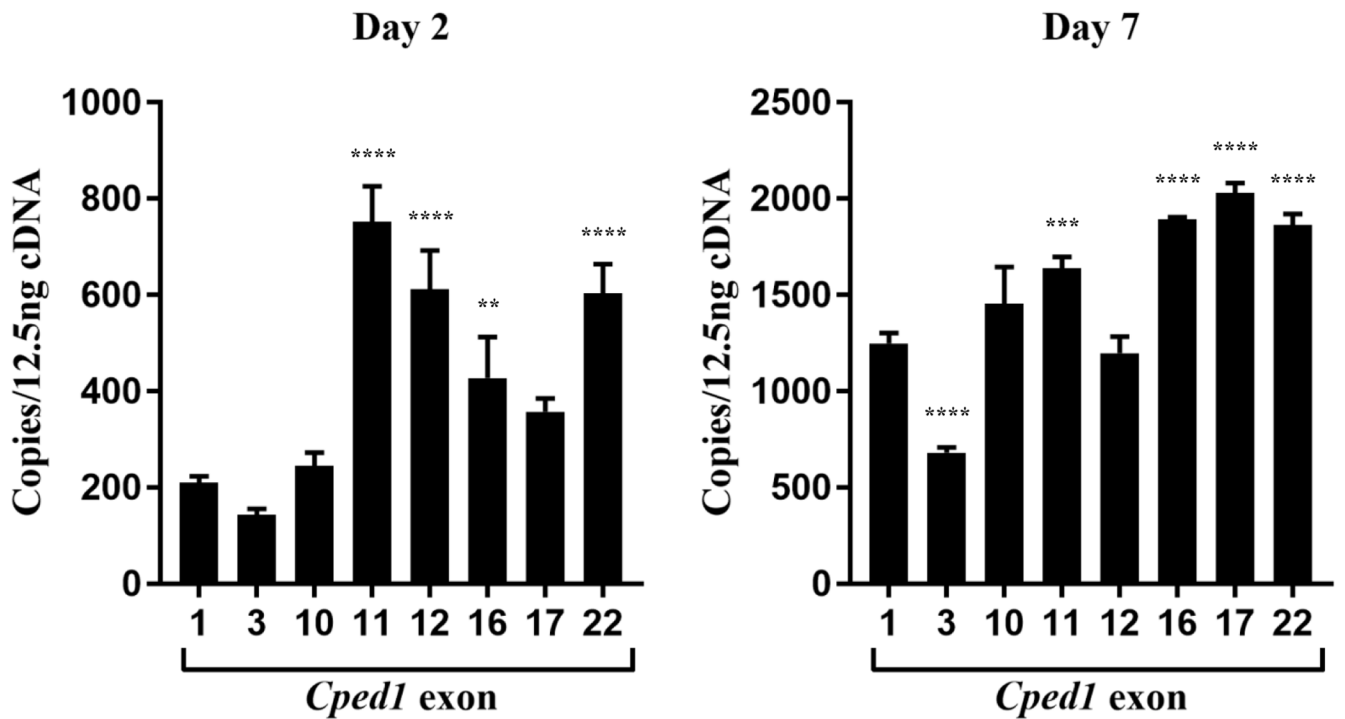 Day 2
Copies/12.5ng cDNA
1000
800
600
400
200
0
****
****
**
****
1 3 10 11 12 16 17 22
Cped1 exon
Day 7
Copies/12.5ng cDNA
2500
2000
1500
1000
500
0
****
***
****
****
****
1 3 10 11 12 16 17 22
Cped1 exon